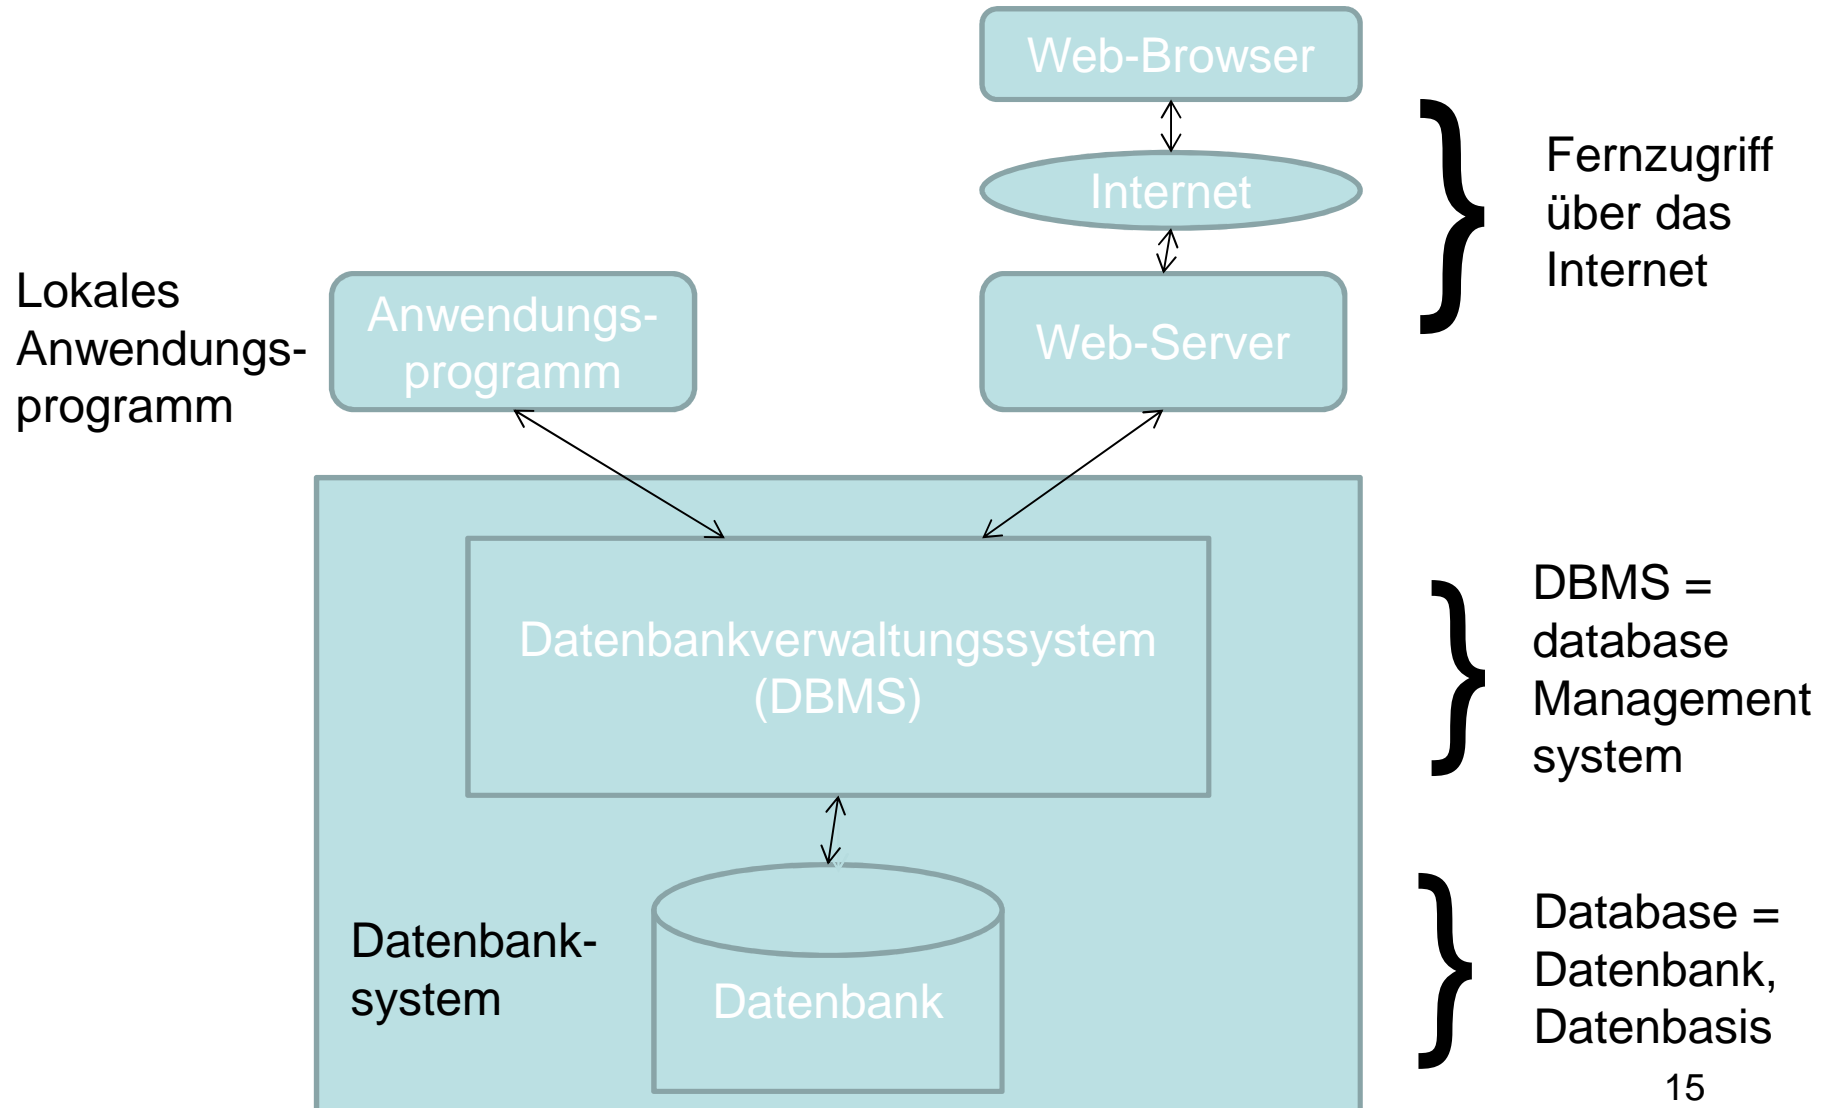 Web-Browser
Internet
Fernzugriff
über das
Internet
Lokales
Anwendungs-
programm
Anwendungs-
programm
Web-Server
Datenbankverwaltungssystem
(DBMS)
DBMS =
database
Management
system
Datenbank-
system
Datenbank
Database =
Datenbank,
Datenbasis
15